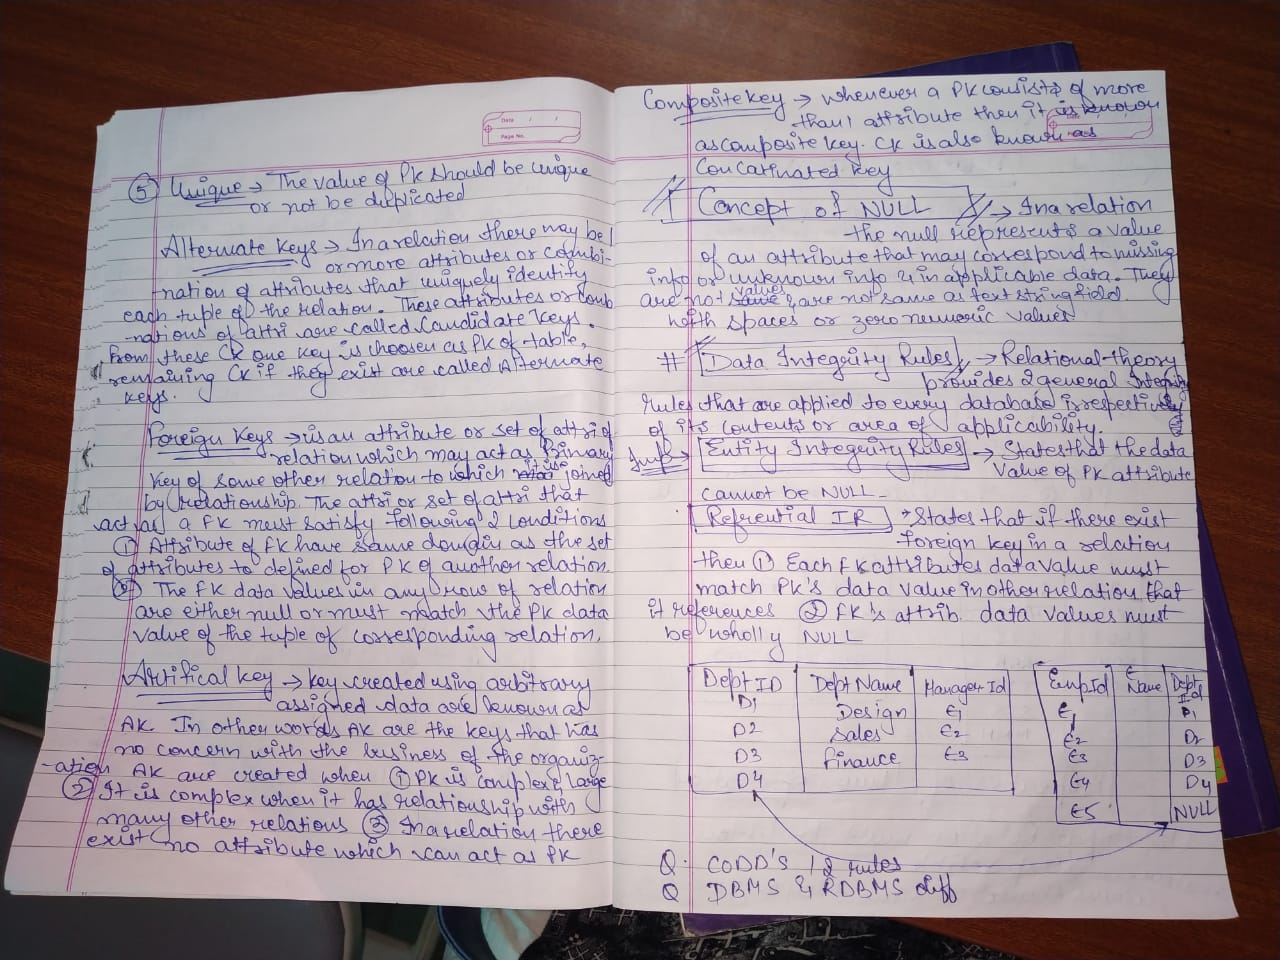 Date / /
Page No.
⑤ Unique → The value of PK should be unique
or not be duplicated
Alternate Keys → In a relation there may be 1
or more attributes or combi-
nation of attributes that uniquely identify
each tuple of the relation. These attributes or comb
-nations of attri are called Candidate Keys.
From these CK one key is choosen as PK of table,
remaining CK if they exist are called Alternate
Keys.
Foreign Keys → is an attribute or set of attri of
relation which may act as Primary
Key of some other relation to which it is joined
by relationship. The attri or set of attri that
act as a FK must satisfy following 2 conditions
① Attribute of FK have same domain as the set
of attributes to defined for PK of another relation.
② The FK data values in any row of relation
are either null or must match the PK data
value of the tuple of corresponding relation.
Artifical Key → Key created using arbitrary
assigned data are known as
AK. In other words AK are the keys that has
no concern with the business of the organiz-
-ation AK are created when ① PK is complex & large
② It is complex when it has relationship with
many other relations ③ In a relation there
exist no attribute which can act as PK
Composite key → whenever a PK consists of more
than 1 attribute then it is known
as composite key. CK is also known as
Concatinated key
// Concept of NULL // → In a relation
the null represents a value
of an attribute that may correspond to missing
info or unknown info & in applicable data. They
are not values & are not same as text string field
with spaces or zero numeric values
# Data Integrity Rules → Relational theory
provides 2 general Integrity
rules that are applied to every database irrespectively
of its contents or area of applicability.
Imp → Entity Integrity Rules → States that the data
Value of PK attribute
cannot be NULL.
Refrential IR → States that if there exist
foreign key in a relation
then ① Each FK attributes data value must
match PK's data value in other relation that
it references ② FK's attrib. data values must
be wholly NULL
Dept ID Dept Name Manager Id Emp Id E Name Dept Id
D1 Design E1 E1 D1
D2 Sales E2 E2 D2
D3 finance E3 E3 D3
D4 E4 D4
E5 NULL
Q. CODD'S 12 rules
Q DBMS & RDBMS diff